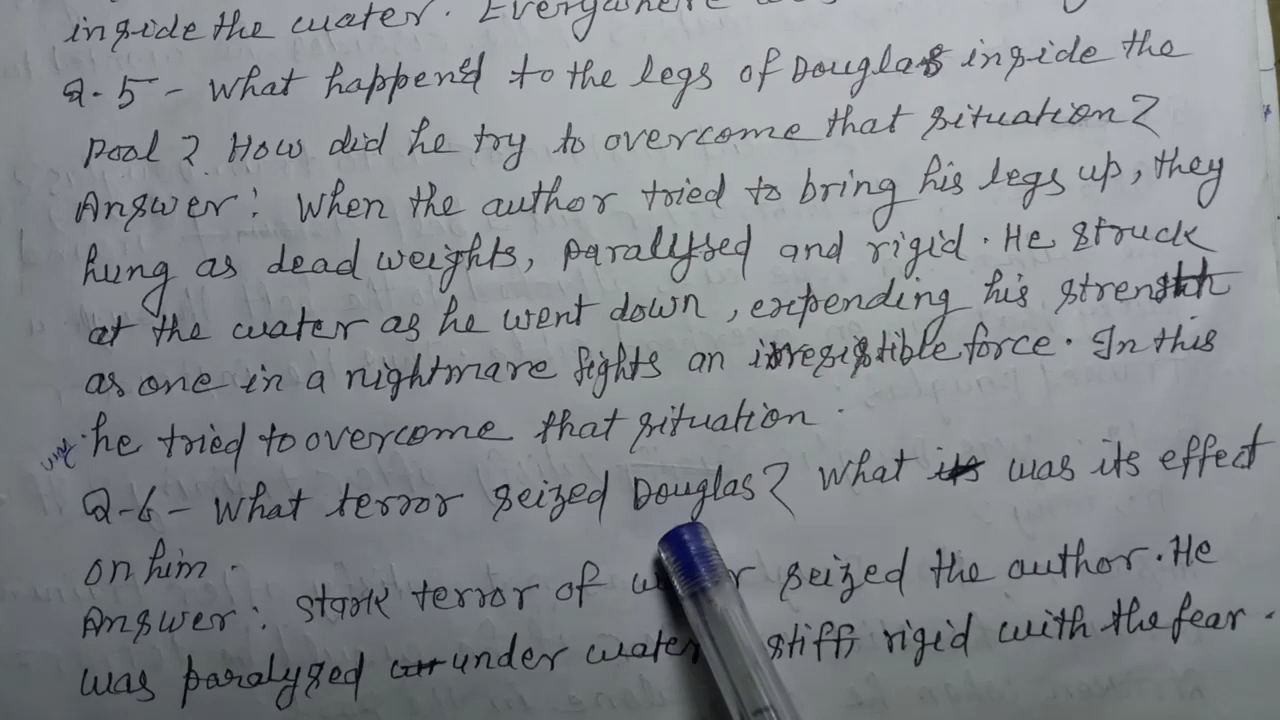 inside the water. Everywhere
Q.5- What happened to the legs of Douglas inside the
Pool? How did he try to overcome that situation?
Answer: When the author tried to bring his legs up, they
hung as dead weights, paralysed and rigid. He struck
at the water as he went down, expending his strength
as one in a nightmare fights an irresistible force. In this
he tried to overcome that situation.
Q-6- What terror seized Douglas? What was its effect
on him.
Answer: Stark terror of seized the author. He
was paralysed under water stiff, rigid with the fear.